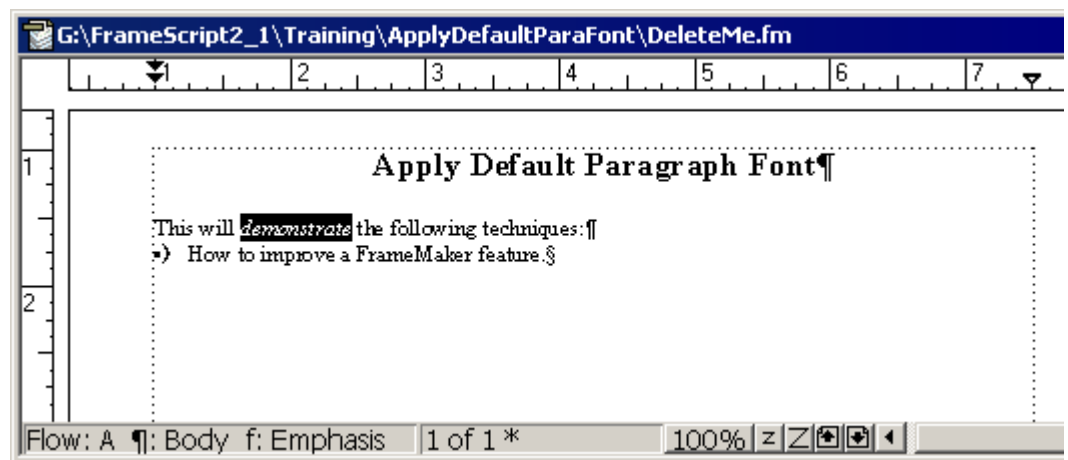 G:\FrameScript2_1\Training\ApplyDefaultParaFont\DeleteMe.fm
1 2 3 4 5 6 7
1
Apply Default Paragraph Font¶
This will demonstrate the following techniques:¶
•) How to improve a FrameMaker feature.§
2
Flow: A ¶: Body f: Emphasis 1 of 1 * 100% z Z